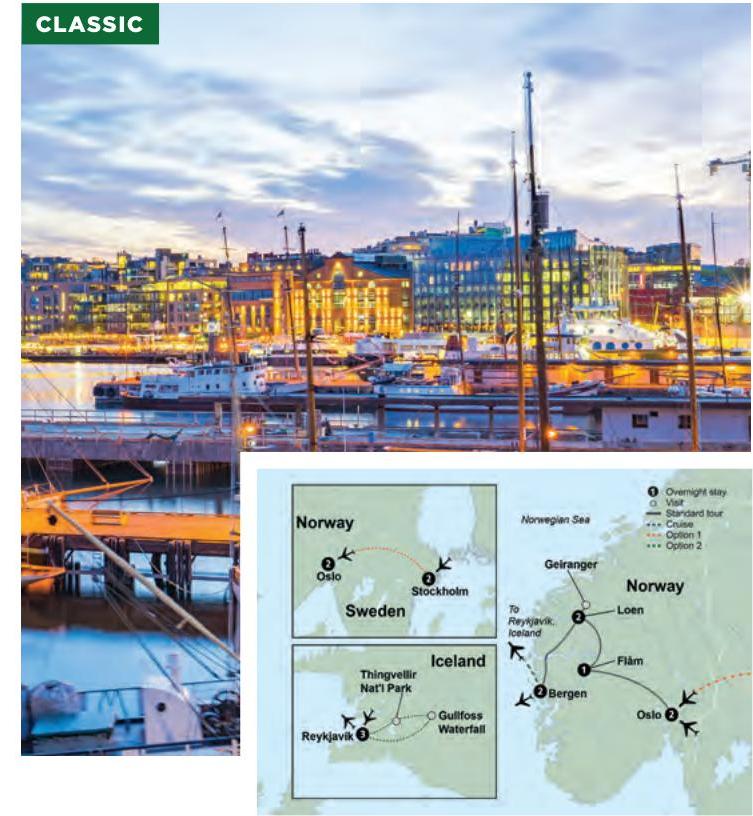 CLASSIC
Norway
2
Oslo
2
Stockholm
Sweden
Iceland
Thingvellir
Nat'l Park
Gullfoss
Waterfall
Reykjavik
3
1 Overnight stay
Visit
Standard tour
Cruise
Option 1
Option 2
Norwegian Sea
Geiranger
Norway
2
Loen
To
Reykjavik,
Iceland
Flåm
1
2 Bergen
Oslo 2